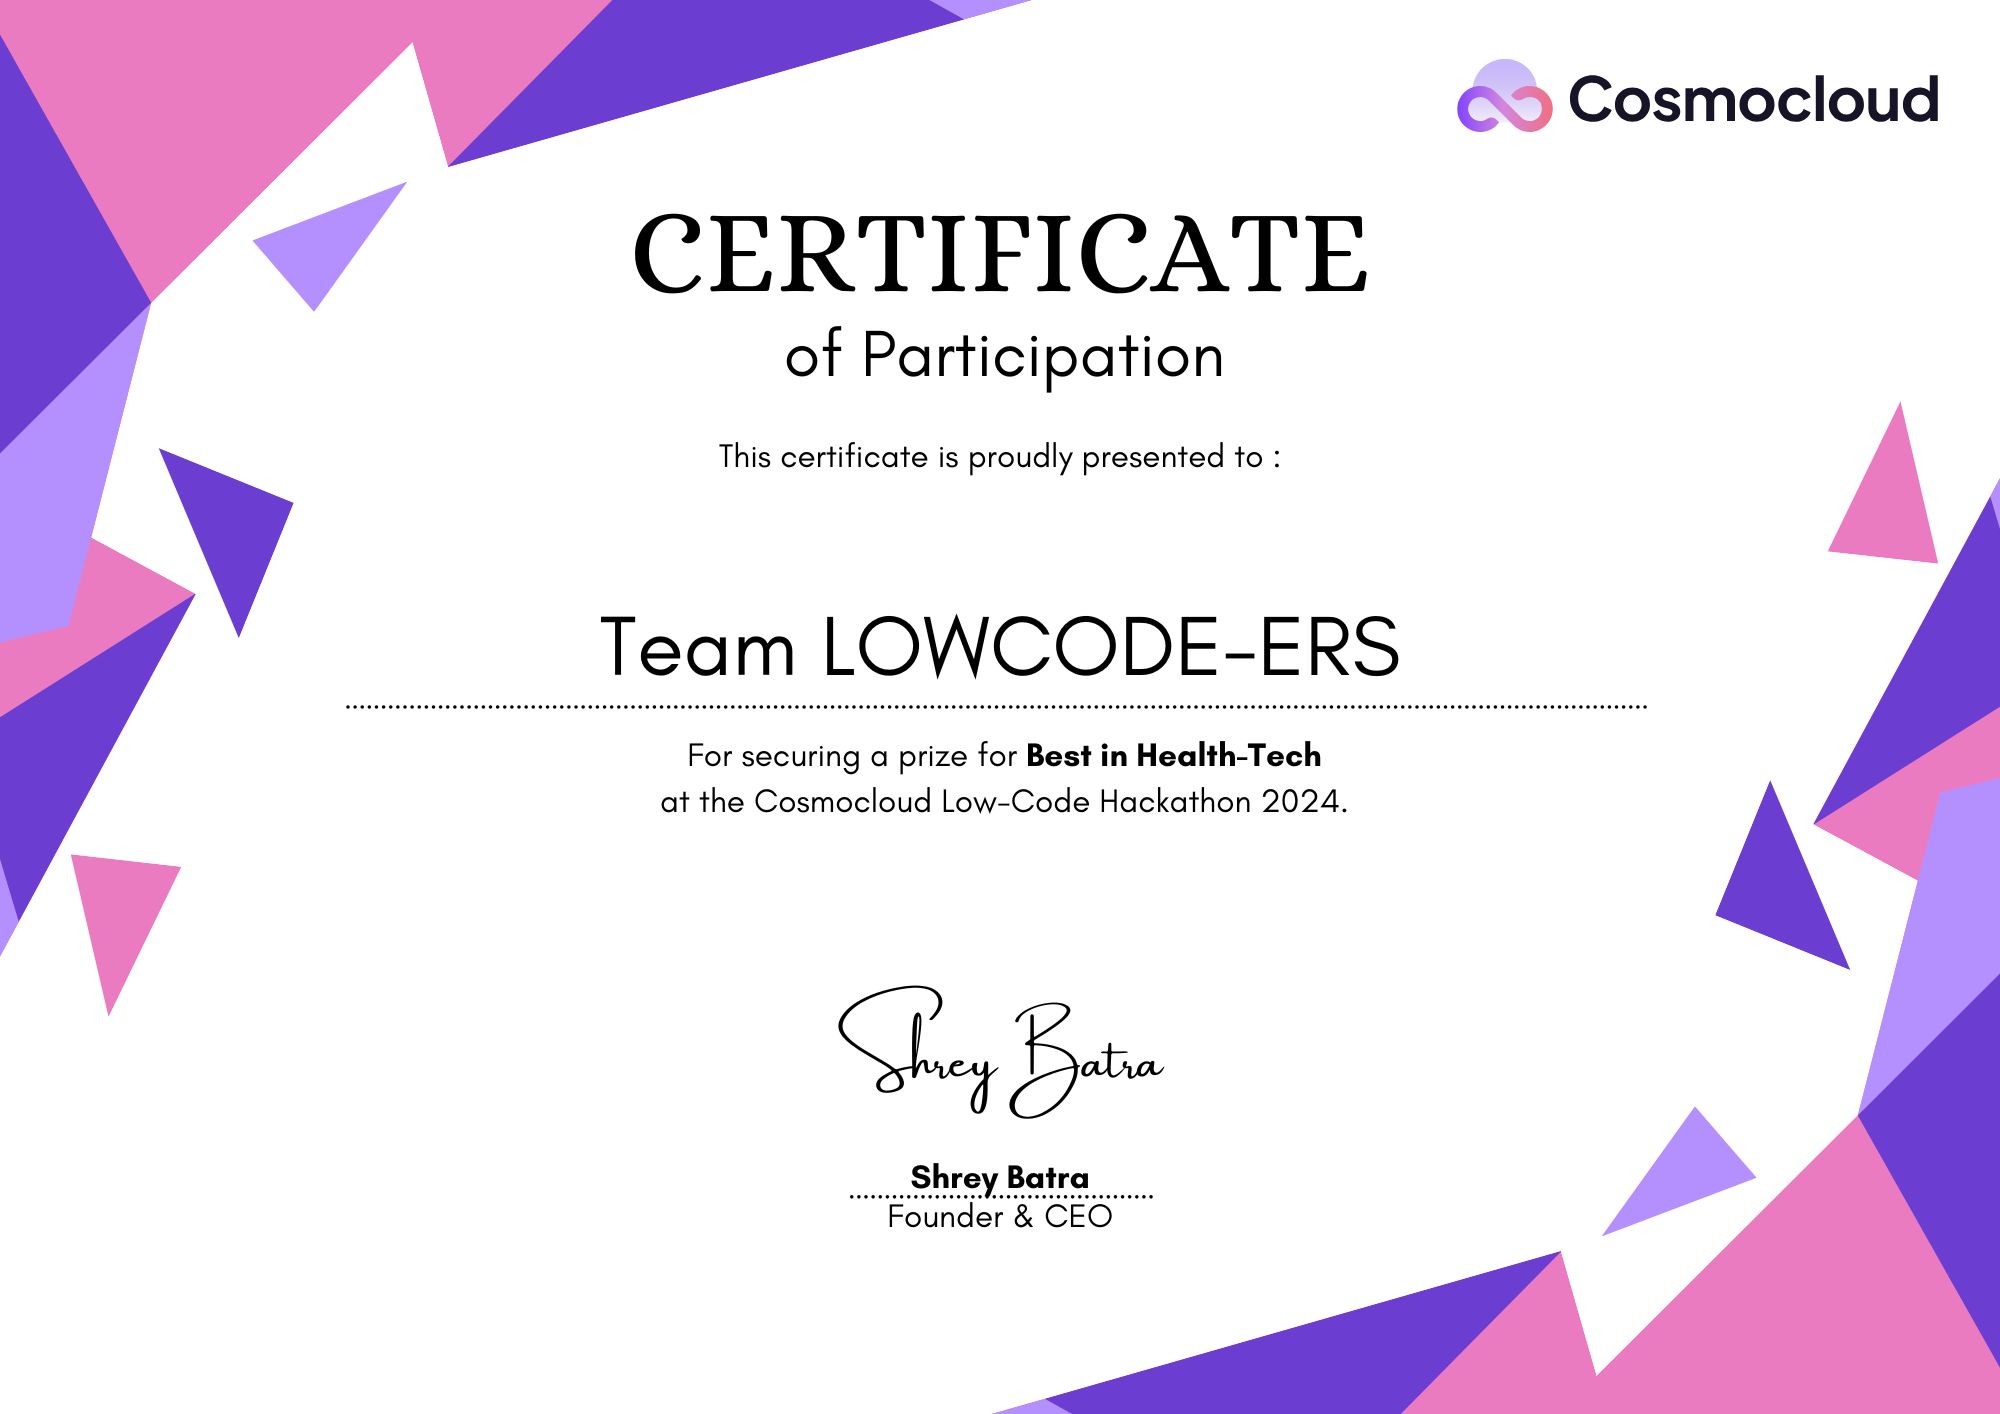 Cosmocloud
CERTIFICATE
of Participation
This certificate is proudly presented to :
Team LOWCODE-ERS
For securing a prize for Best in Health-Tech
at the Cosmocloud Low-Code Hackathon 2024.
Shrey Batra
Shrey Batra
Founder & CEO